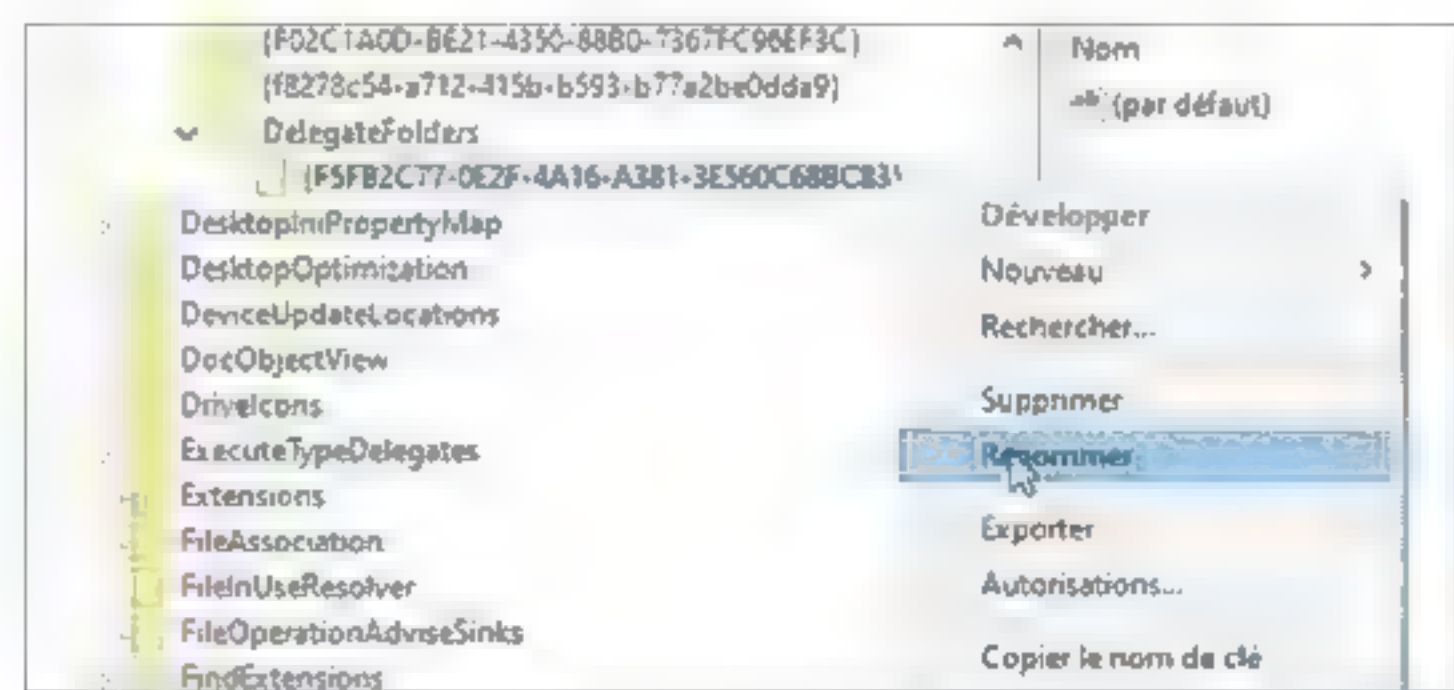 {F02C1A0D-BE21-4350-88B0-7367FC96EF3C}
{f8278c54-a712-415b-b593-b77a2be0dda9}
DelegateFolders
{F5FB2C77-0E2F-4A16-A381-3E560C68BC83}
DesktopIniPropertyMap
DesktopOptimization
DeviceUpdateLocations
DocObjectView
DriveIcons
ExecuteTypeDelegates
Extensions
FileAssociation
FileInUseResolver
FileOperationAdviseSinks
FindExtensions
Nom
ab (par défaut)
Développer
Nouveau
Rechercher...
Supprimer
Renommer
Exporter
Autorisations...
Copier le nom de clé